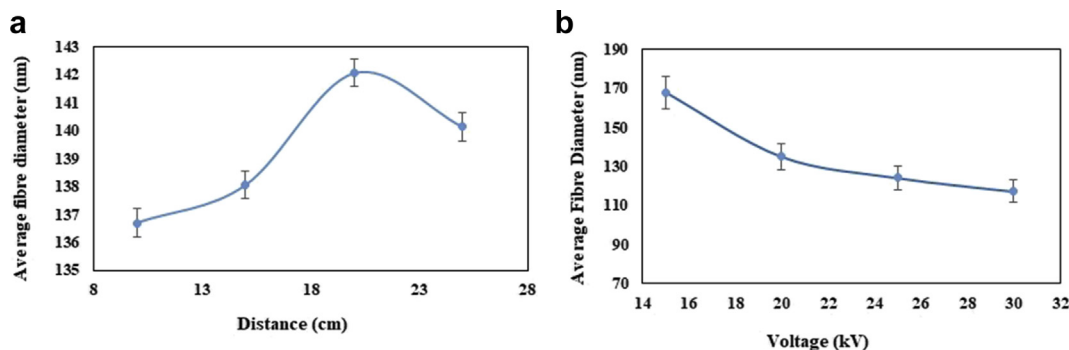 a
Average fibre diameter (nm)
143
142
141
140
139
138
137
136
135
8 13 18 23 28
Distance (cm)
b
Average Fibre Diameter (nm)
190
170
150
130
110
90
70
14 16 18 20 22 24 26 28 30 32
Voltage (kV)